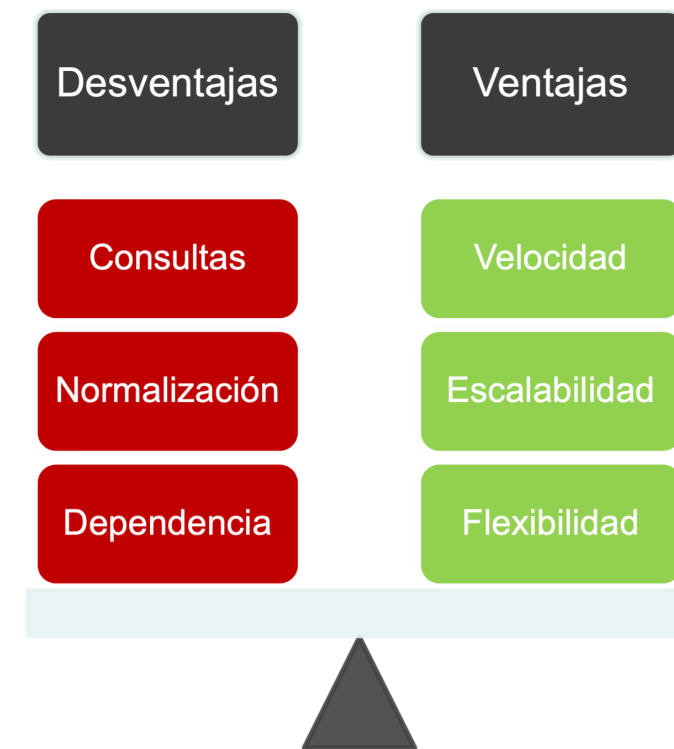 Desventajas
Ventajas
Consultas
Velocidad
Normalización
Escalabilidad
Dependencia
Flexibilidad